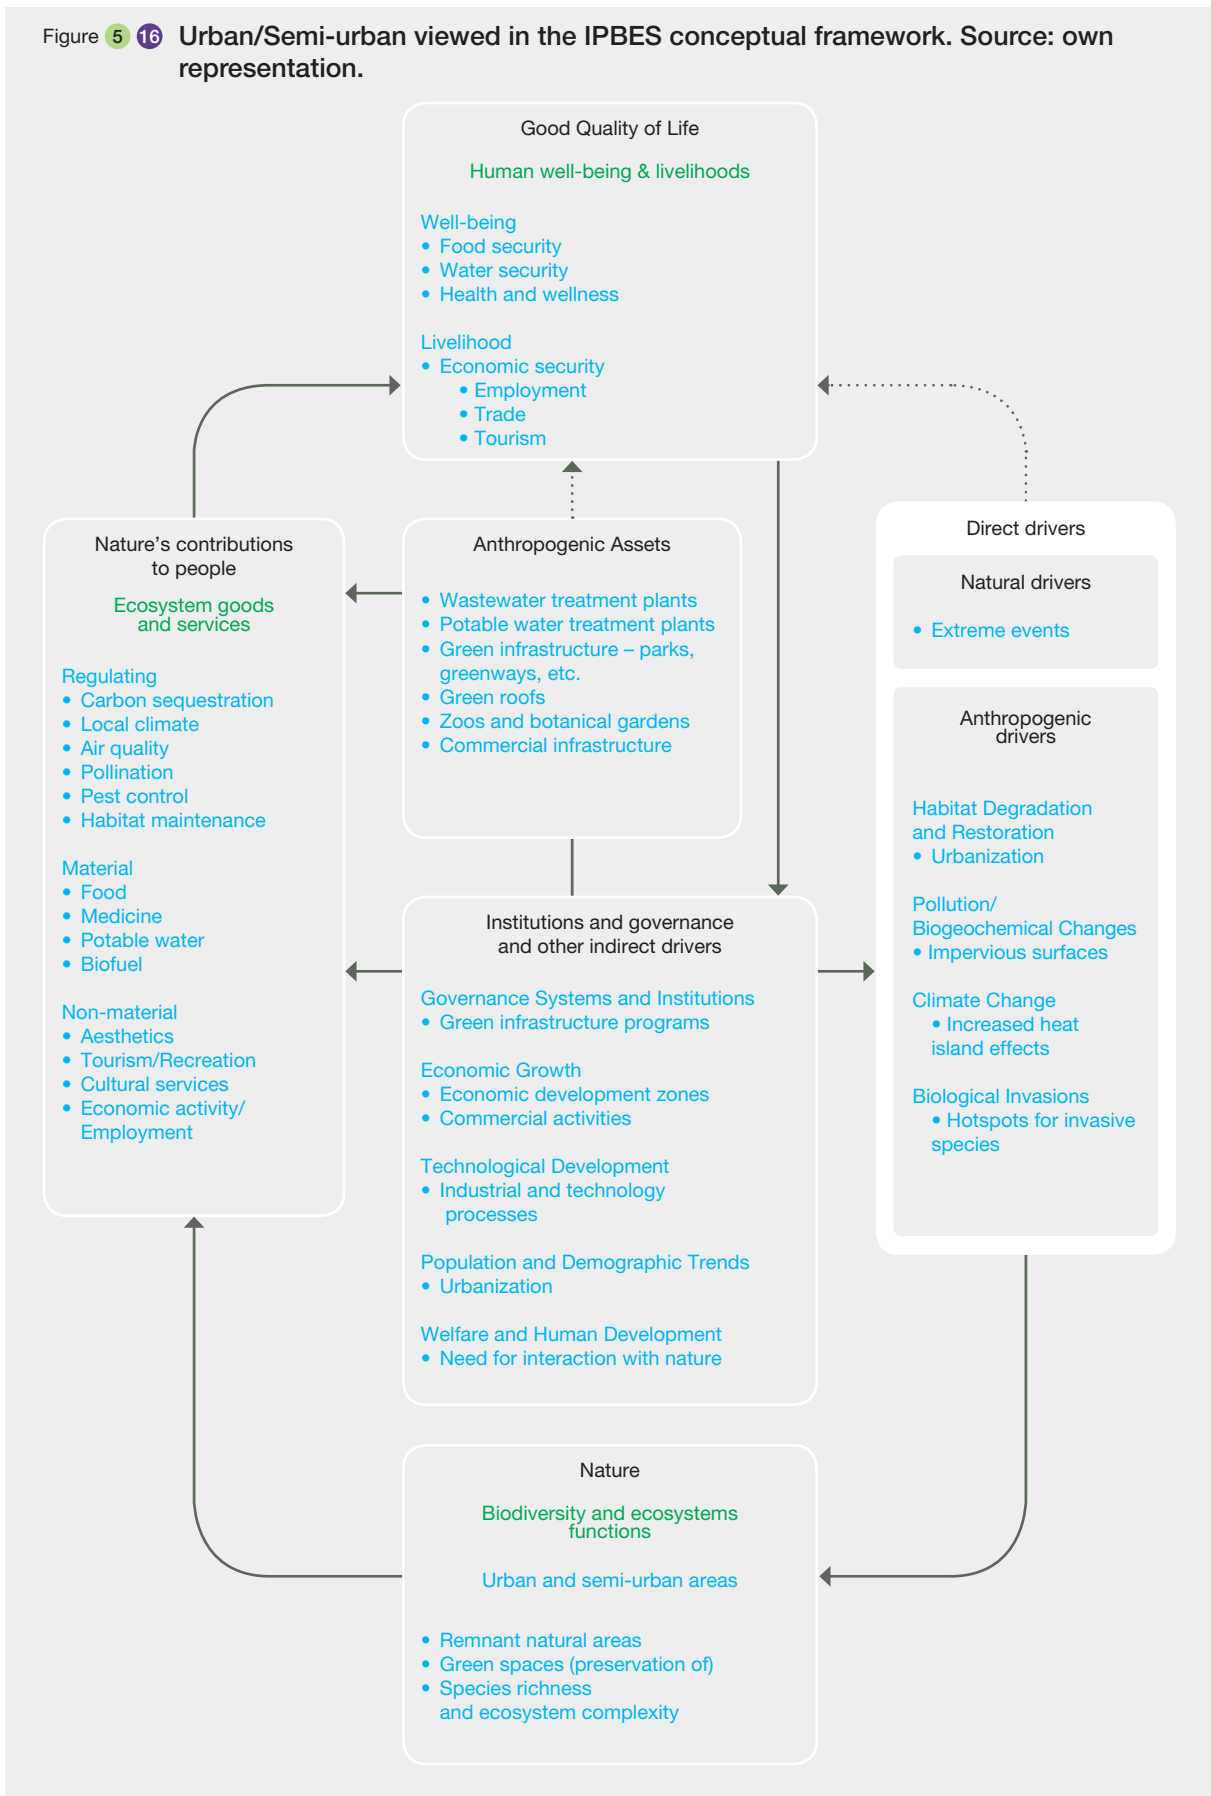 Figure 5 16 Urban/Semi-urban viewed in the IPBES conceptual framework. Source: own
representation.
Good Quality of Life
Human well-being & livelihoods
Well-being
• Food security
• Water security
• Health and wellness
Livelihood
• Economic security
• Employment
• Trade
• Tourism
Nature's contributions
to people
Ecosystem goods
and services
Regulating
• Carbon sequestration
• Local climate
• Air quality
• Pollination
• Pest control
• Habitat maintenance
Material
• Food
• Medicine
• Potable water
• Biofuel
Non-material
• Aesthetics
• Tourism/Recreation
• Cultural services
• Economic activity/
Employment
Anthropogenic Assets
• Wastewater treatment plants
• Potable water treatment plants
• Green infrastructure – parks,
greenways, etc.
• Green roofs
• Zoos and botanical gardens
• Commercial infrastructure
Institutions and governance
and other indirect drivers
Governance Systems and Institutions
• Green infrastructure programs
Economic Growth
• Economic development zones
• Commercial activities
Technological Development
• Industrial and technology
processes
Population and Demographic Trends
• Urbanization
Welfare and Human Development
• Need for interaction with nature
Direct drivers
Natural drivers
• Extreme events
Anthropogenic
drivers
Habitat Degradation
and Restoration
• Urbanization
Pollution/
Biogeochemical Changes
• Impervious surfaces
Climate Change
• Increased heat
island effects
Biological Invasions
• Hotspots for invasive
species
Nature
Biodiversity and ecosystems
functions
Urban and semi-urban areas
• Remnant natural areas
• Green spaces (preservation of)
• Species richness
and ecosystem complexity